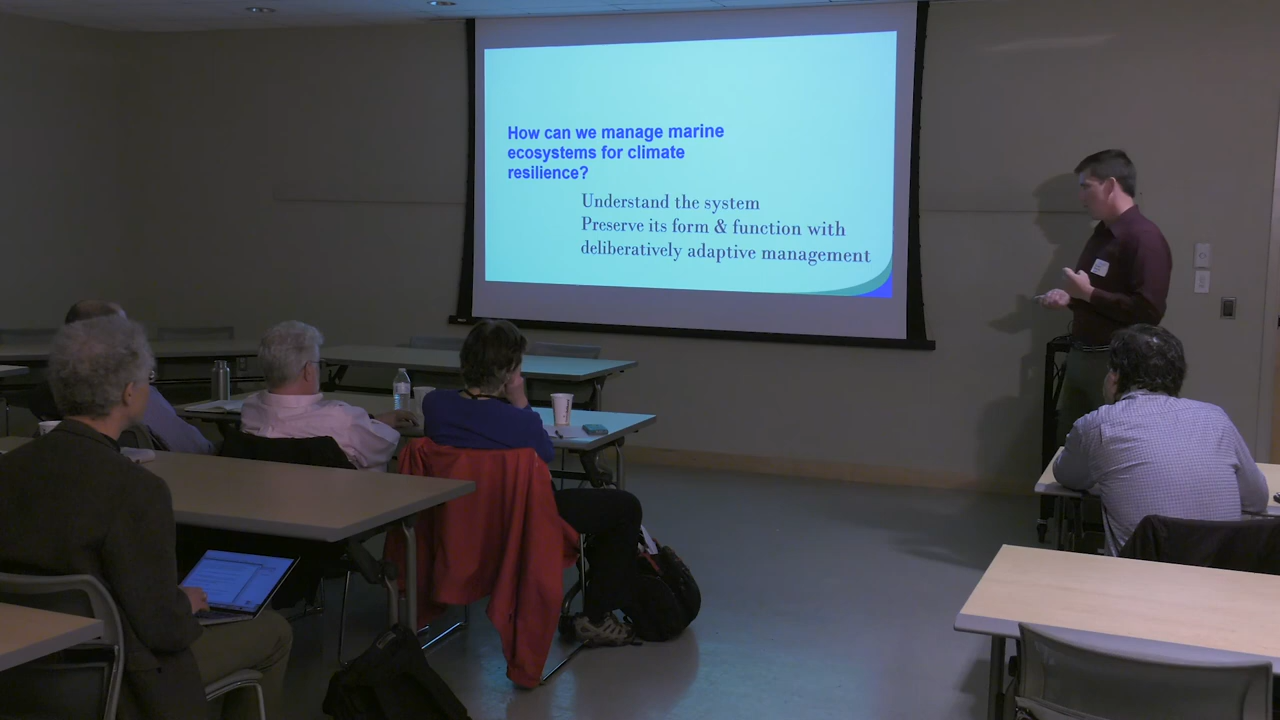 How can we manage marine
ecosystems for climate
resilience?
Understand the system
Preserve its form & function with
deliberatively adaptive management